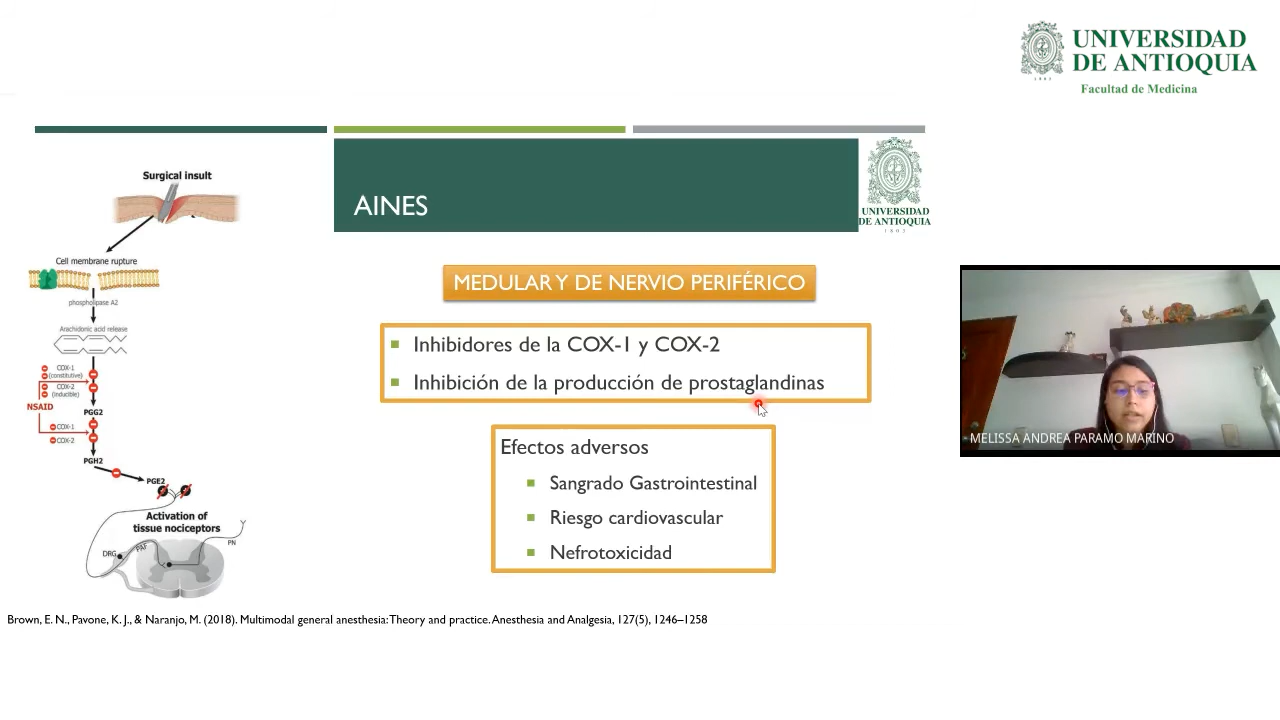 UNIVERSIDAD
DE ANTIOQUIA
1803
Facultad de Medicina
AINES
UNIVERSIDAD
DE ANTIOQUIA
1803
MEDULAR Y DE NERVIO PERIFÉRICO
Inhibidores de la COX-1 y COX-2
Inhibición de la producción de prostaglandinas
Efectos adversos
Sangrado Gastrointestinal
Riesgo cardiovascular
Nefrotoxicidad
Surgical insult
Cell membrane rupture
phospholipase A2
Arachidonic acid release
COX-1
(constitutive)
COX-2
(inducible)
NSAID
PGG2
COX-1
COX-2
PGH2
PGE2
Activation of
tissue nociceptors
DRG
PAF
PN
Brown, E. N., Pavone, K. J., & Naranjo, M. (2018). Multimodal general anesthesia: Theory and practice. Anesthesia and Analgesia, 127(5), 1246–1258
MELISSA ANDREA PARAMO MARINO